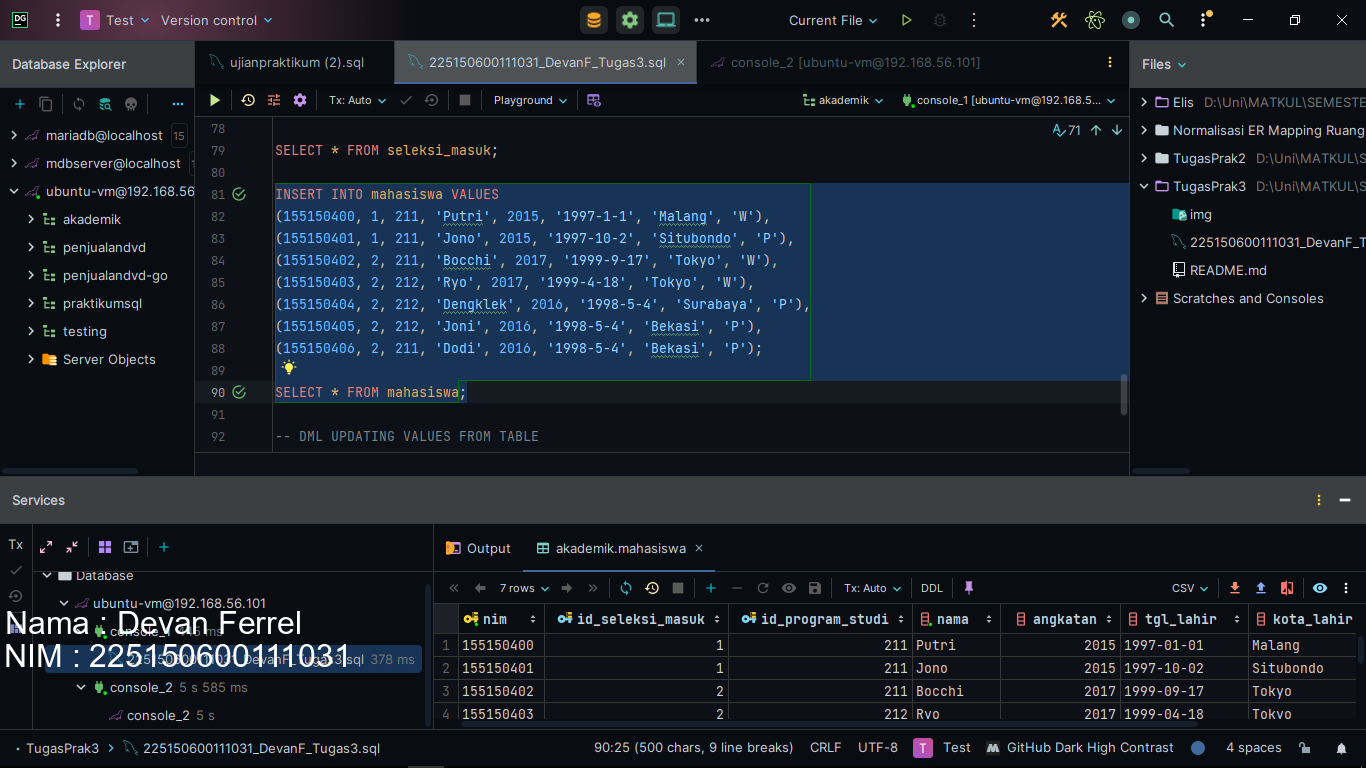 DG
T Test Version control
Current File
Database Explorer
ujianpraktikum (2).sql
225150600111031_DevanF_Tugas3.sql
console_2 [ubuntu-vm@192.168.56.101]
Files
Tx: Auto
Playground
akademik
console_1 [ubuntu-vm@192.168.5...
mariadb@localhost 15
mdbserver@localhost
ubuntu-vm@192.168.56
akademik
penjualandvd
penjualandvd-go
praktikumsql
testing
Server Objects
71
78
79 SELECT * FROM seleksi_masuk;
80
81 INSERT INTO mahasiswa VALUES
82 (155150400, 1, 211, 'Putri', 2015, '1997-1-1', 'Malang', 'W'),
83 (155150401, 1, 211, 'Jono', 2015, '1997-10-2', 'Situbondo', 'P'),
84 (155150402, 2, 211, 'Bocchi', 2017, '1999-9-17', 'Tokyo', 'W'),
85 (155150403, 2, 212, 'Ryo', 2017, '1999-4-18', 'Tokyo', 'W'),
86 (155150404, 2, 212, 'Dengklek', 2016, '1998-5-4', 'Surabaya', 'P'),
87 (155150405, 2, 212, 'Joni', 2016, '1998-5-4', 'Bekasi', 'P'),
88 (155150406, 2, 211, 'Dodi', 2016, '1998-5-4', 'Bekasi', 'P');
89
90 SELECT * FROM mahasiswa;
91
92 -- DML UPDATING VALUES FROM TABLE
Elis D:\Uni\MATKUL\SEMESTE
Normalisasi ER Mapping Ruang
TugasPrak2 D:\Uni\MATKUL\S
TugasPrak3 D:\Uni\MATKUL\S
img
225150600111031_DevanF_T
README.md
Scratches and Consoles
Services
Tx
Database
ubuntu-vm@192.168.56.101
Nama : Devan Ferrel
NIM : 225150600111031
225150600111031_DevanF_Tugas3.sql 378 ms
console_2 5 s 585 ms
console_2 5 s
Output
akademik.mahasiswa
7 rows
Tx: Auto
DDL
CSV
nim id_seleksi_masuk id_program_studi nama angkatan tgl_lahir kota_lahir
1 155150400 1 211 Putri 2015 1997-01-01 Malang
2 155150401 1 211 Jono 2015 1997-10-02 Situbondo
3 155150402 2 211 Bocchi 2017 1999-09-17 Tokyo
4 155150403 2 212 Ryo 2017 1999-04-18 Tokyo
TugasPrak3 225150600111031_DevanF_Tugas3.sql
90:25 (500 chars, 9 line breaks) CRLF UTF-8 T Test GitHub Dark High Contrast 4 spaces